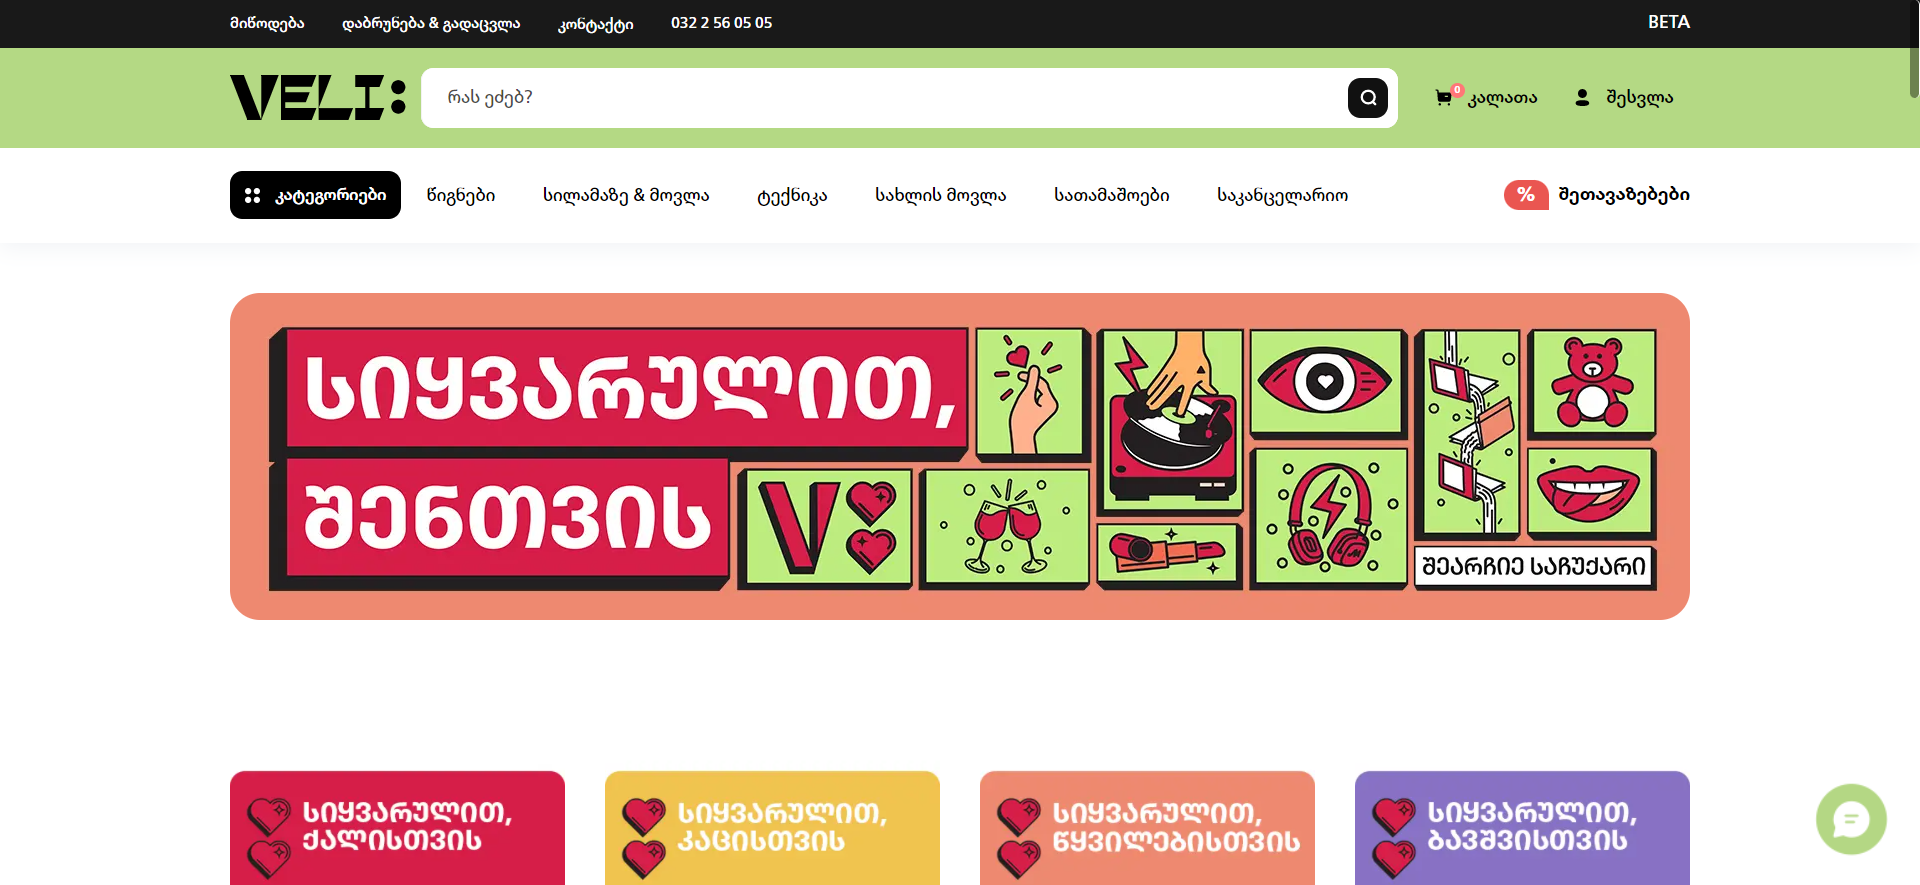 მიწოდება
დაბრუნება & გადაცვლა
კონტაქტი
032 2 56 05 05
BETA
VELI:
რას ეძებ?
0
კალათა
შესვლა
კატეგორიები
წიგნები
სილამაზე & მოვლა
ტექნიკა
სახლის მოვლა
სათამაშოები
საკანცელარიო
%
შეთავაზებები
სიყვარულით,
შენთვის
V
შეარჩიე საჩუქარი
სიყვარულით,
ქალისთვის
სიყვარულით,
კაცისთვის
სიყვარულით,
წყვილებისთვის
სიყვარულით,
ბავშვისთვის